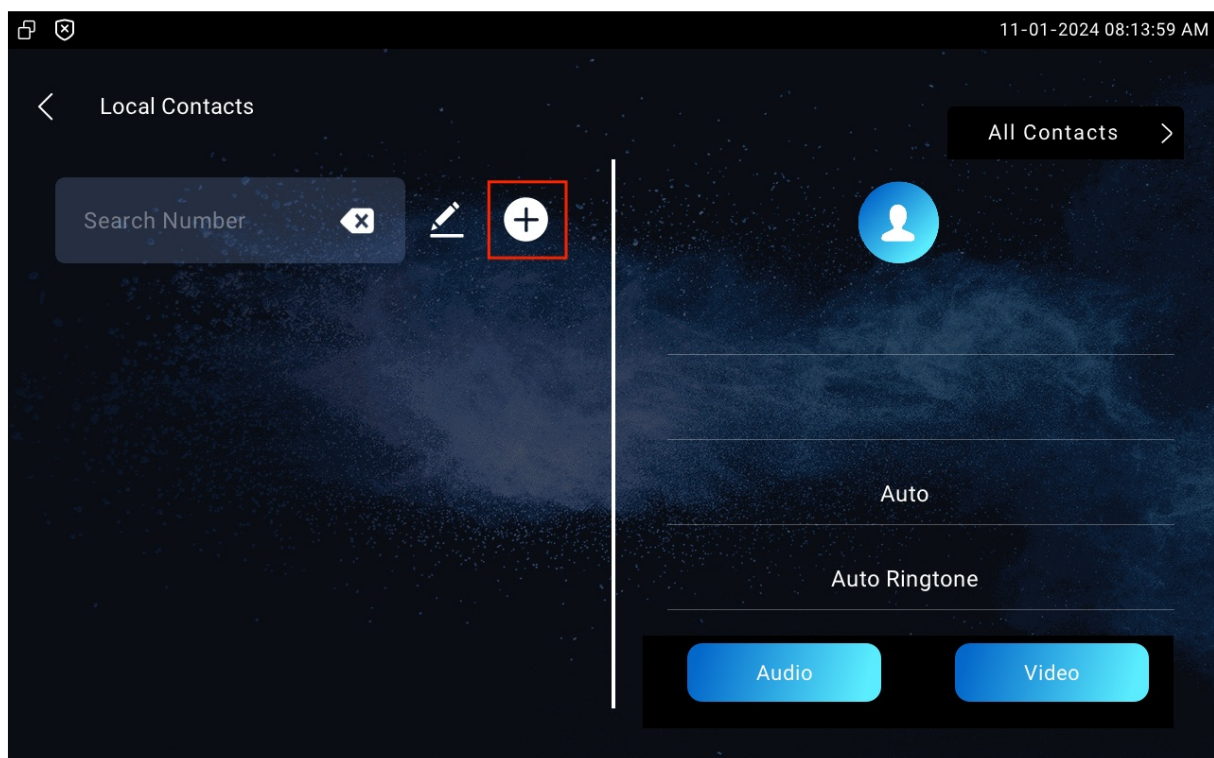 11-01-2024 08:13:59 AM
Local Contacts
All Contacts
Search Number
Auto
Auto Ringtone
Audio
Video